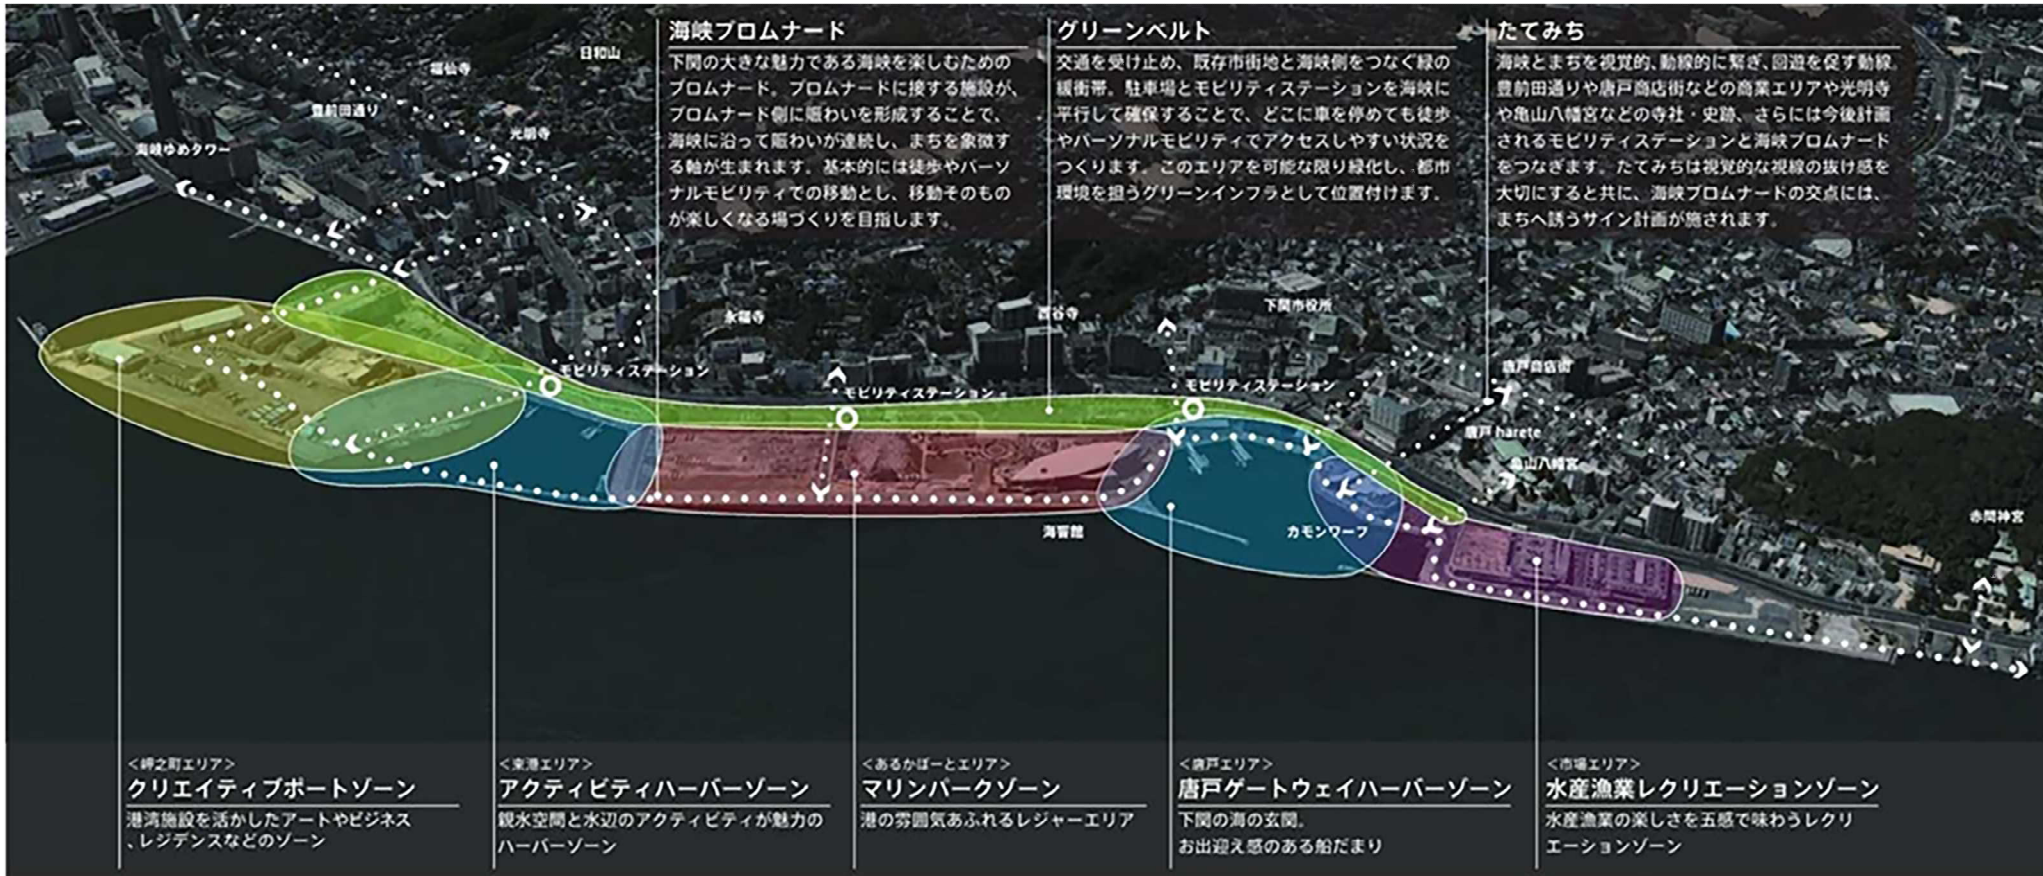 海峡プロムナード
下関の大きな魅力である海峡を楽しむための
プロムナード。プロムナードに接する施設が、
プロムナード側に賑わいを形成することで、
海峡に沿って賑わいが連続し、まちを象徴す
る軸が生まれます。基本的には徒歩やパーソ
ナルモビリティでの移動とし、移動そのもの
が楽しくなる場づくりを目指します。
グリーンベルト
交通を受け止め、既存市街地と海峡側をつなぐ緑の
緩衝帯。駐車場とモビリティステーションを海峡に
平行して確保することで、どこに車を停めても徒歩
やパーソナルモビリティでアクセスしやすい状況を
つくります。このエリアを可能な限り緑化し、都市
環境を担うグリーンインフラとして位置付けます。
たてみち
海峡とまちを視覚的、動線的に繋ぎ、回遊を促す動線。
豊前田通りや唐戸商店街などの商業エリアや光明寺
や亀山八幡宮などの寺社・史跡、さらには今後計画
されるモビリティステーションと海峡プロムナード
をつなぎます。たてみちは視覚的な視線の抜け感を
大切にすると共に、海峡プロムナードの交点には、
まちへ誘うサイン計画が施されます。
日和山
福仙寺
豊前田通り
光明寺
海峡ゆめタワー
永福寺
酉谷寺
下関市役所
モビリティステーション
モビリティステーション
モビリティステーション
唐戸商店街
唐戸 harete
亀山八幡宮
海響館
カモンワーフ
赤間神宮
＜岬之町エリア＞
クリエイティブポートゾーン
港湾施設を活かしたアートやビジネス
、レジデンスなどのゾーン
＜東港エリア＞
アクティビティハーバーゾーン
親水空間と水辺のアクティビティが魅力の
ハーバーゾーン
＜あるかぽーとエリア＞
マリンパークゾーン
港の雰囲気あふれるレジャーエリア
＜唐戸エリア＞
唐戸ゲートウェイハーバーゾーン
下関の海の玄関。
お出迎え感のある船だまり
＜市場エリア＞
水産漁業レクリエーションゾーン
水産漁業の楽しさを五感で味わうレクリ
エーションゾーン